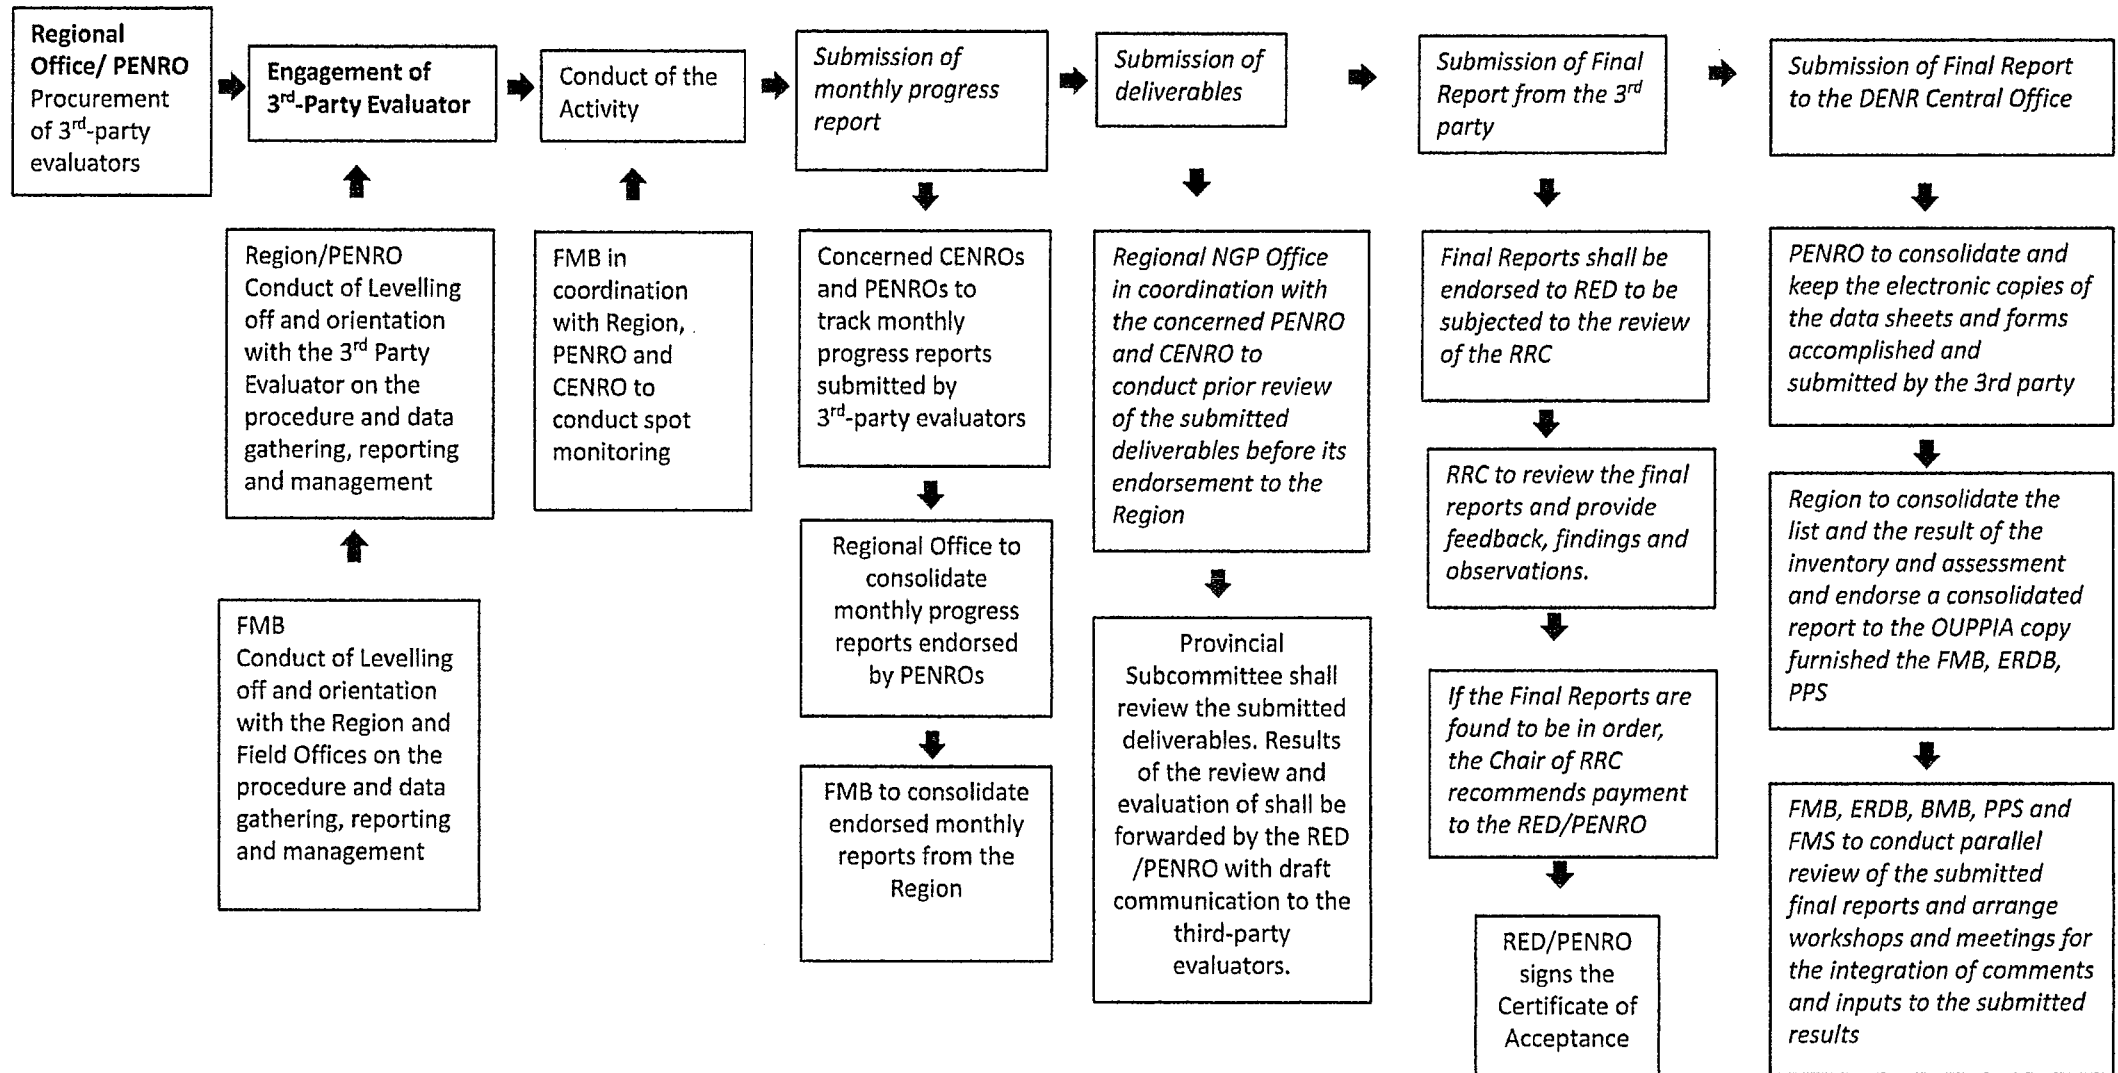 Regional
Office/ PENRO
Procurement
of 3rd-party
evaluators
Engagement of
3rd-Party Evaluator
Conduct of the
Activity
Submission of
monthly progress
report
Submission of
deliverables
Submission of Final
Report from the 3rd
party
Submission of Final Report
to the DENR Central Office
Region/PENRO
Conduct of Levelling
off and orientation
with the 3rd Party
Evaluator on the
procedure and data
gathering, reporting
and management
FMB
Conduct of Levelling
off and orientation
with the Region and
Field Offices on the
procedure and data
gathering, reporting
and management
FMB in
coordination
with Region,
PENRO and
CENRO to
conduct spot
monitoring
Concerned CENROs
and PENROs to
track monthly
progress reports
submitted by
3rd-party evaluators
Regional Office to
consolidate
monthly progress
reports endorsed
by PENROs
FMB to consolidate
endorsed monthly
reports from the
Region
Regional NGP Office
in coordination with
the concerned PENRO
and CENRO to
conduct prior review
of the submitted
deliverables before its
endorsement to the
Region
Provincial
Subcommittee shall
review the submitted
deliverables. Results
of the review and
evaluation of shall be
forwarded by the RED
/PENRO with draft
communication to the
third-party
evaluators.
Final Reports shall be
endorsed to RED to be
subjected to the review
of the RRC
RRC to review the final
reports and provide
feedback, findings and
observations.
If the Final Reports are
found to be in order,
the Chair of RRC
recommends payment
to the RED/PENRO
RED/PENRO
signs the
Certificate of
Acceptance
PENRO to consolidate and
keep the electronic copies of
the data sheets and forms
accomplished and
submitted by the 3rd party
Region to consolidate the
list and the result of the
inventory and assessment
and endorse a consolidated
report to the OUPPIA copy
furnished the FMB, ERDB,
PPS
FMB, ERDB, BMB, PPS and
FMS to conduct parallel
review of the submitted
final reports and arrange
workshops and meetings for
the integration of comments
and inputs to the submitted
results